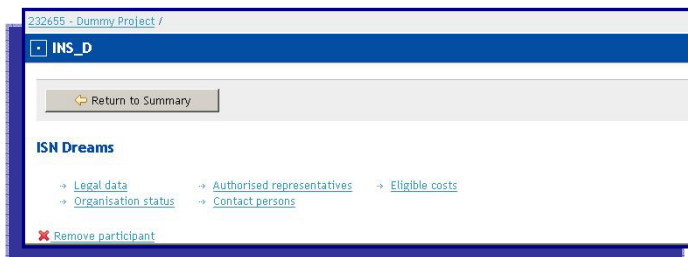 232655 - Dummy Project /
INS_D
Return to Summary
ISN Dreams
Legal data Authorised representatives Eligible costs
Organisation status Contact persons
Remove participant